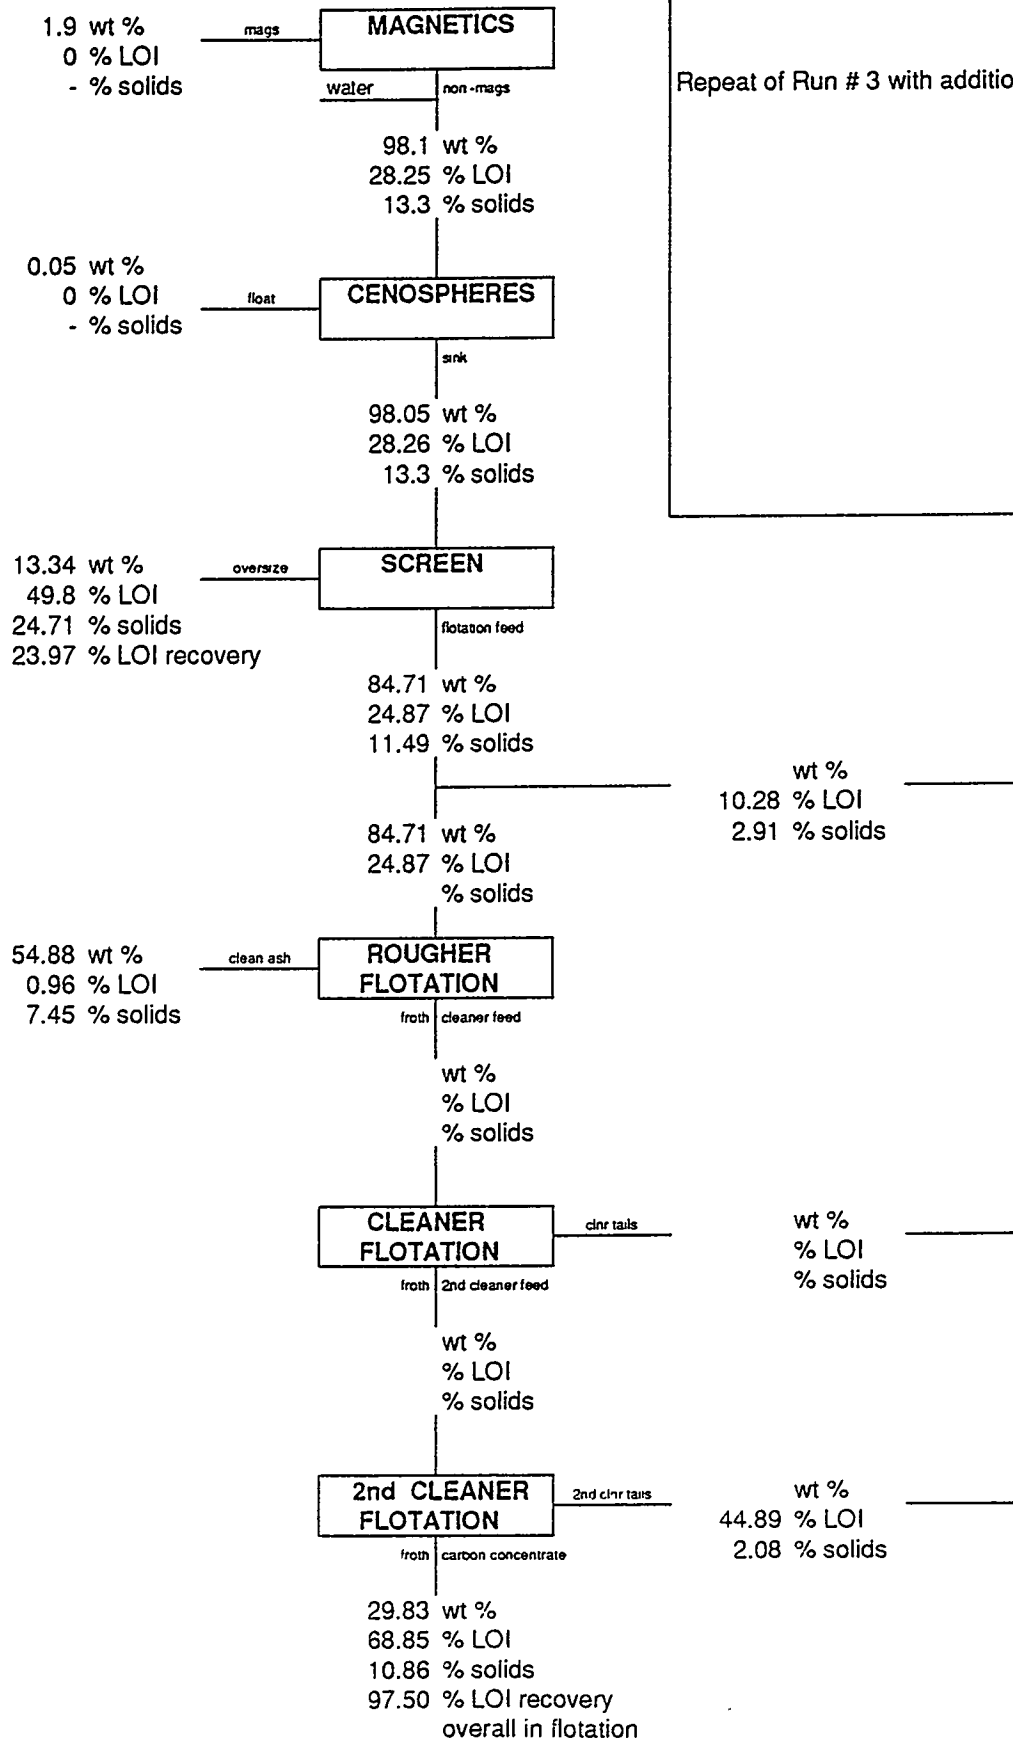 1.9 wt %
0 % LOI
- % solids
mags
MAGNETICS
water
non-mags
Repeat of Run # 3 with additio
98.1 wt %
28.25 % LOI
13.3 % solids
0.05 wt %
0 % LOI
- % solids
float
CENOSPHERES
sink
98.05 wt %
28.26 % LOI
13.3 % solids
13.34 wt %
49.8 % LOI
24.71 % solids
23.97 % LOI recovery
oversize
SCREEN
flotation feed
84.71 wt %
24.87 % LOI
11.49 % solids
wt %
10.28 % LOI
2.91 % solids
84.71 wt %
24.87 % LOI
% solids
54.88 wt %
0.96 % LOI
7.45 % solids
clean ash
ROUGHER
FLOTATION
froth cleaner feed
wt %
% LOI
% solids
CLEANER
FLOTATION
clnr tails
wt %
% LOI
% solids
froth 2nd cleaner feed
wt %
% LOI
% solids
2nd CLEANER
FLOTATION
2nd clnr tails
wt %
44.89 % LOI
2.08 % solids
froth carbon concentrate
29.83 wt %
68.85 % LOI
10.86 % solids
97.50 % LOI recovery
overall in flotation